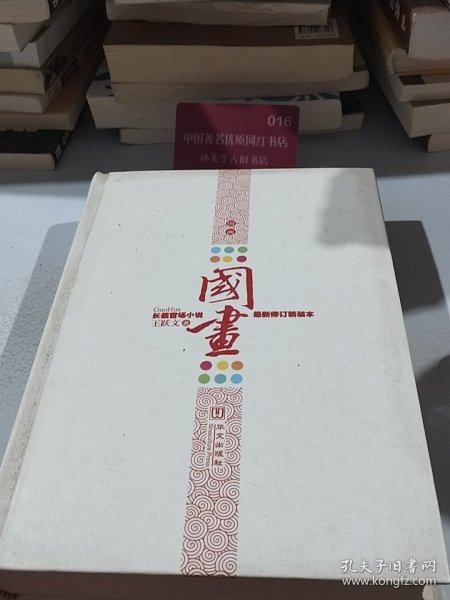 016
中国著名优质网红书店
孙先生古旧书店
国画
國畫
GuoHua
长篇官场小说
最新修订精装本
王跃文 著
华文出版社
孔夫子旧书网
www.kongfz.com